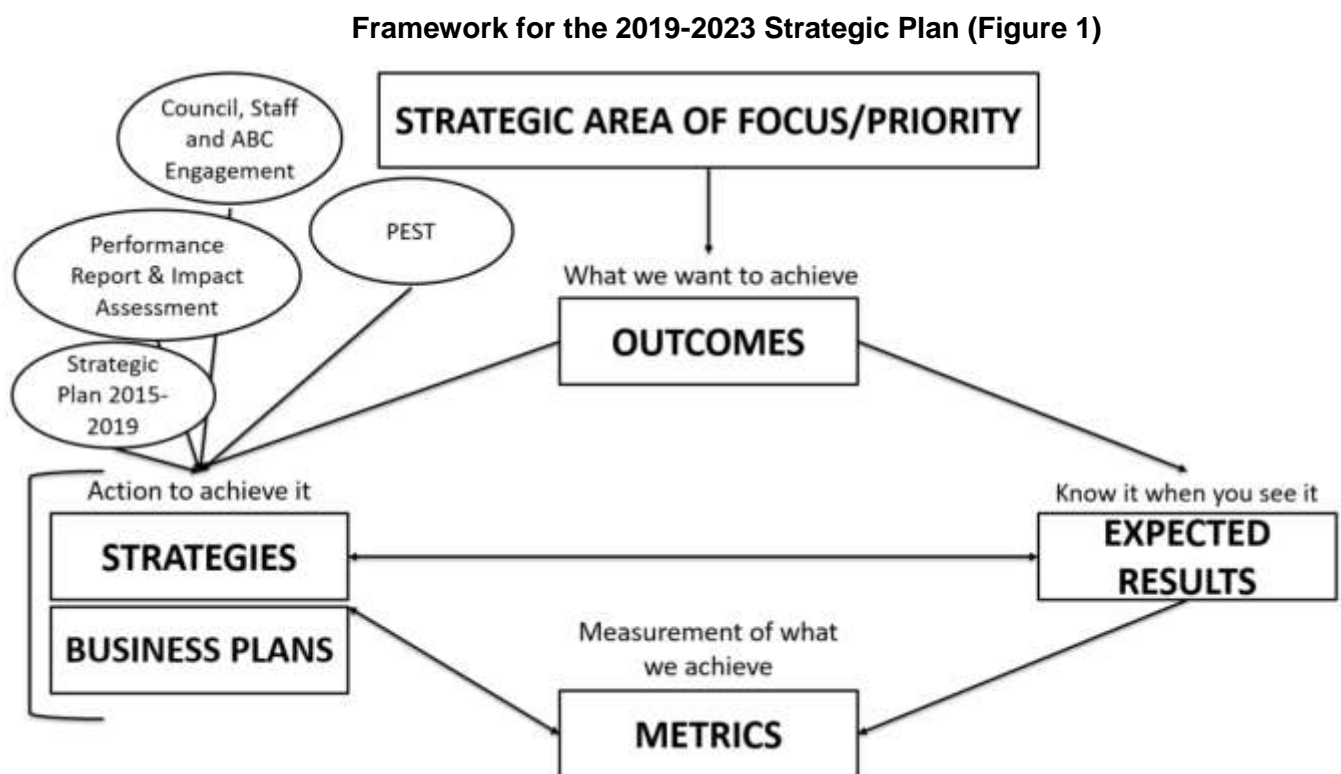 Framework for the 2019-2023 Strategic Plan (Figure 1)
Council, Staff
and ABC
Engagement
STRATEGIC AREA OF FOCUS/PRIORITY
PEST
Performance
Report & Impact
Assessment
What we want to achieve
OUTCOMES
Strategic
Plan 2015-
2019
Action to achieve it
STRATEGIES
BUSINESS PLANS
Know it when you see it
EXPECTED
RESULTS
Measurement of what
we achieve
METRICS